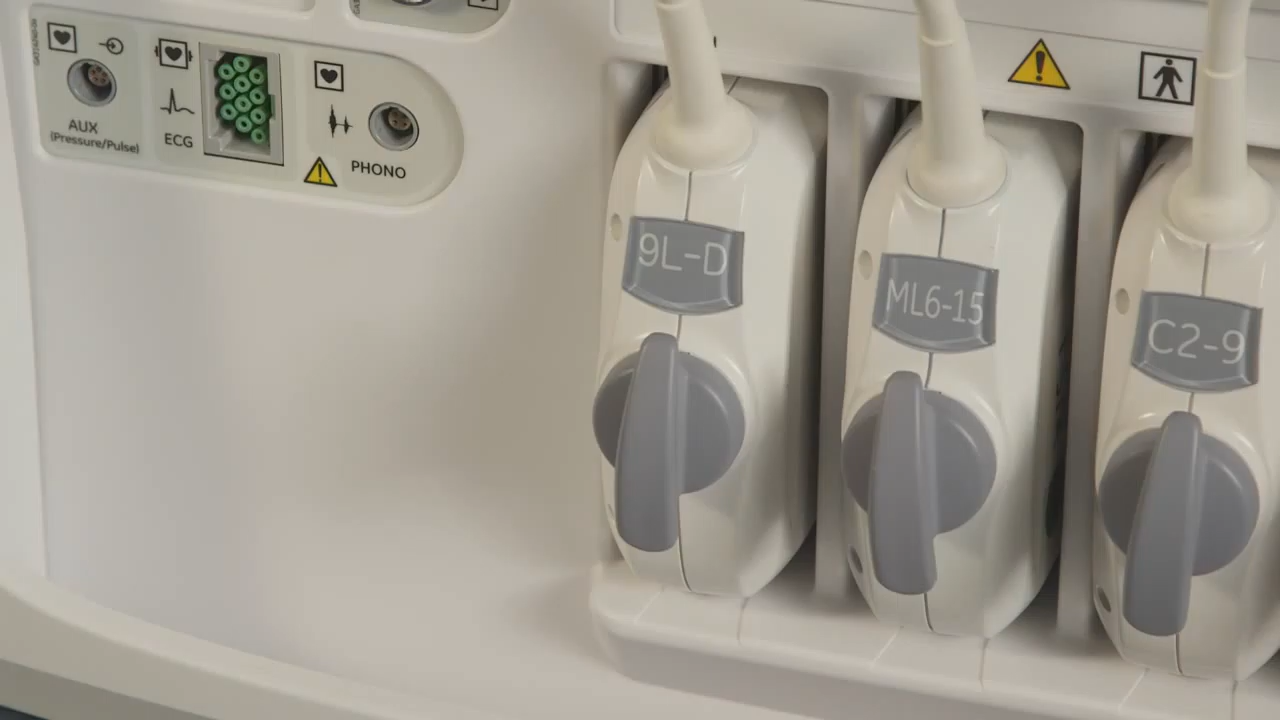 AUX
(Pressure/Pulse)
ECG
PHONO
9L-D
ML6-15
C2-9